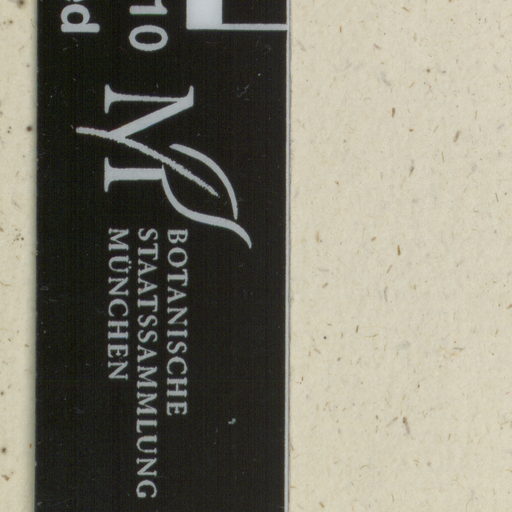 10
BOTANISCHE
STAATSSAMMLUNG
MÜNCHEN